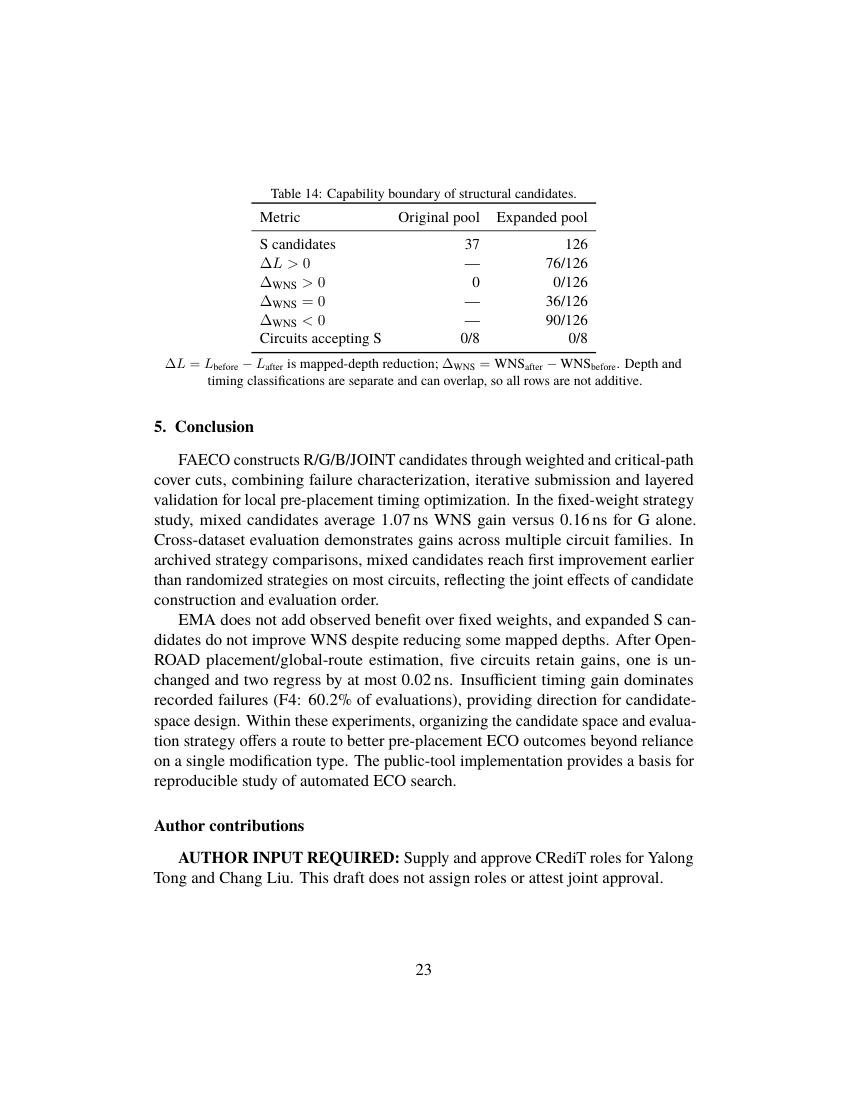 Table 14: Capability boundary of structural candidates.
Metric Original pool Expanded pool
S candidates 37 126
ΔL > 0 — 76/126
Δ_WNS > 0 0 0/126
Δ_WNS = 0 — 36/126
Δ_WNS < 0 — 90/126
Circuits accepting S 0/8 0/8
ΔL = L_before − L_after is mapped-depth reduction; Δ_WNS = WNS_after − WNS_before. Depth and
timing classifications are separate and can overlap, so all rows are not additive.
5. Conclusion
FAECO constructs R/G/B/JOINT candidates through weighted and critical-path
cover cuts, combining failure characterization, iterative submission and layered
validation for local pre-placement timing optimization. In the fixed-weight strategy
study, mixed candidates average 1.07 ns WNS gain versus 0.16 ns for G alone.
Cross-dataset evaluation demonstrates gains across multiple circuit families. In
archived strategy comparisons, mixed candidates reach first improvement earlier
than randomized strategies on most circuits, reflecting the joint effects of candidate
construction and evaluation order.
EMA does not add observed benefit over fixed weights, and expanded S can-
didates do not improve WNS despite reducing some mapped depths. After Open-
ROAD placement/global-route estimation, five circuits retain gains, one is un-
changed and two regress by at most 0.02 ns. Insufficient timing gain dominates
recorded failures (F4: 60.2% of evaluations), providing direction for candidate-
space design. Within these experiments, organizing the candidate space and evalua-
tion strategy offers a route to better pre-placement ECO outcomes beyond reliance
on a single modification type. The public-tool implementation provides a basis for
reproducible study of automated ECO search.
Author contributions
AUTHOR INPUT REQUIRED: Supply and approve CRediT roles for Yalong
Tong and Chang Liu. This draft does not assign roles or attest joint approval.
23